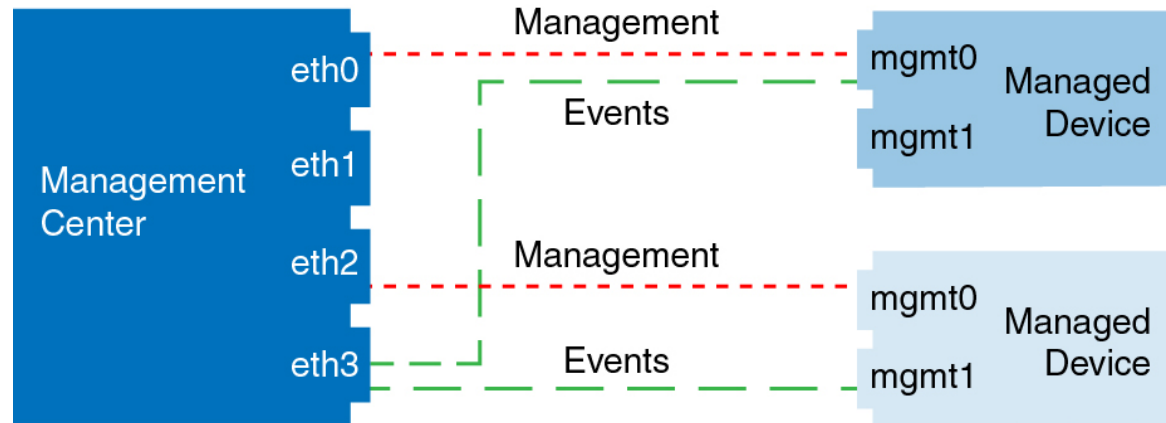 Management
Center
eth0
eth1
eth2
eth3
Management
Events
Management
Events
mgmt0
mgmt1
Managed
Device
mgmt0
mgmt1
Managed
Device